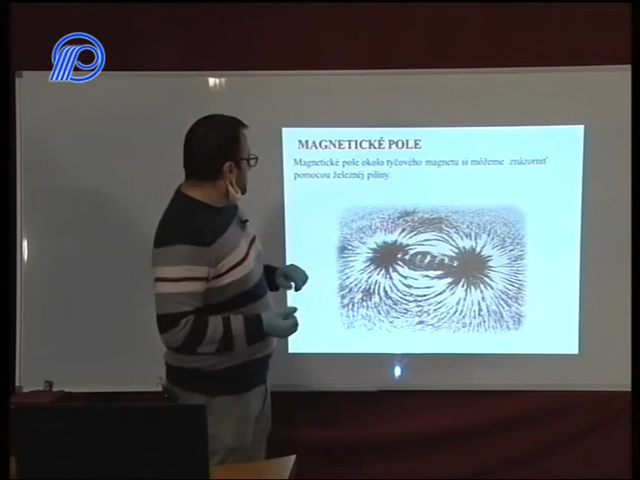 MAGNETICKÉ POLE
Magnetické pole okolo tyčového magnetu si môžeme znázorniť
pomocou železnej piliny.